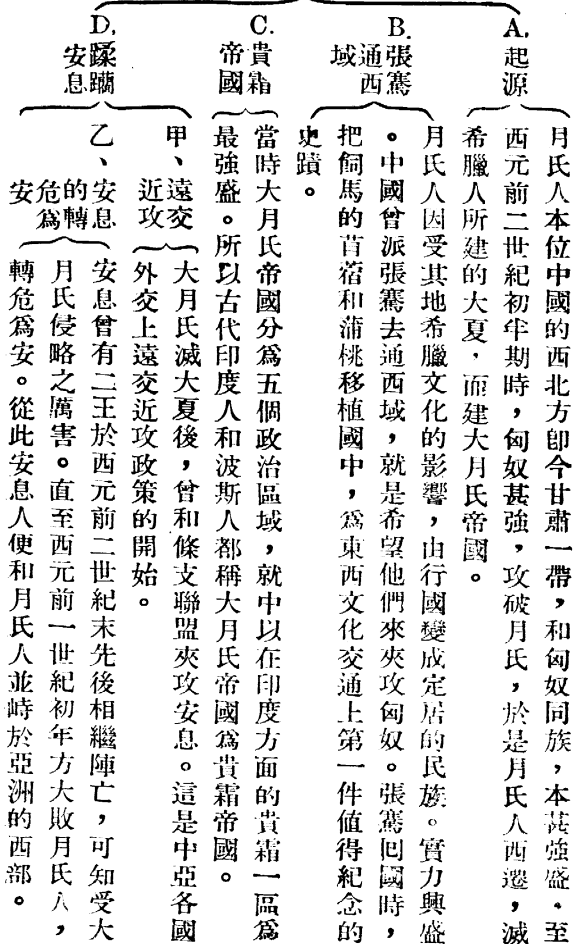 A.
起源
月氏人本位中國的西北方卽今甘肅一帶，和匈奴同族，本甚強盛。至
西元前二世紀初年期時，匈奴甚強，攻破月氏，於是月氏人西遷，滅
希臘人所建的大夏，而建大月氏帝國。
B.
張騫
通西
域
月氏人因受其地希臘文化的影響，由行國變成定居的民族。實力興盛
。中國曾派張騫去通西域，就是希望他們來夾攻匈奴。張騫囘國時，
把飼馬的苜蓿和蒲桃移植國中，爲東西文化交通上第一件值得紀念的
史蹟。
C.
貴霜
帝國
當時大月氏帝國分爲五個政治區域，就中以在印度方面的貴霜一區爲
最強盛。所以古代印度人和波斯人都稱大月氏帝國爲貴霜帝國。
D.
蹂躪
安息
甲、遠交
近攻
大月氏滅大夏後，曾和條支聯盟夾攻安息。這是中亞各國
外交上遠交近攻政策的開始。
乙、安息
的轉
危爲
安
安息曾有二王於西元前二世紀末先後相繼陣亡，可知受大
月氏侵略之厲害。直至西元前一世紀初年方大敗月氏人，
轉危爲安。從此安息人便和月氏人並峙於亞洲的西部。